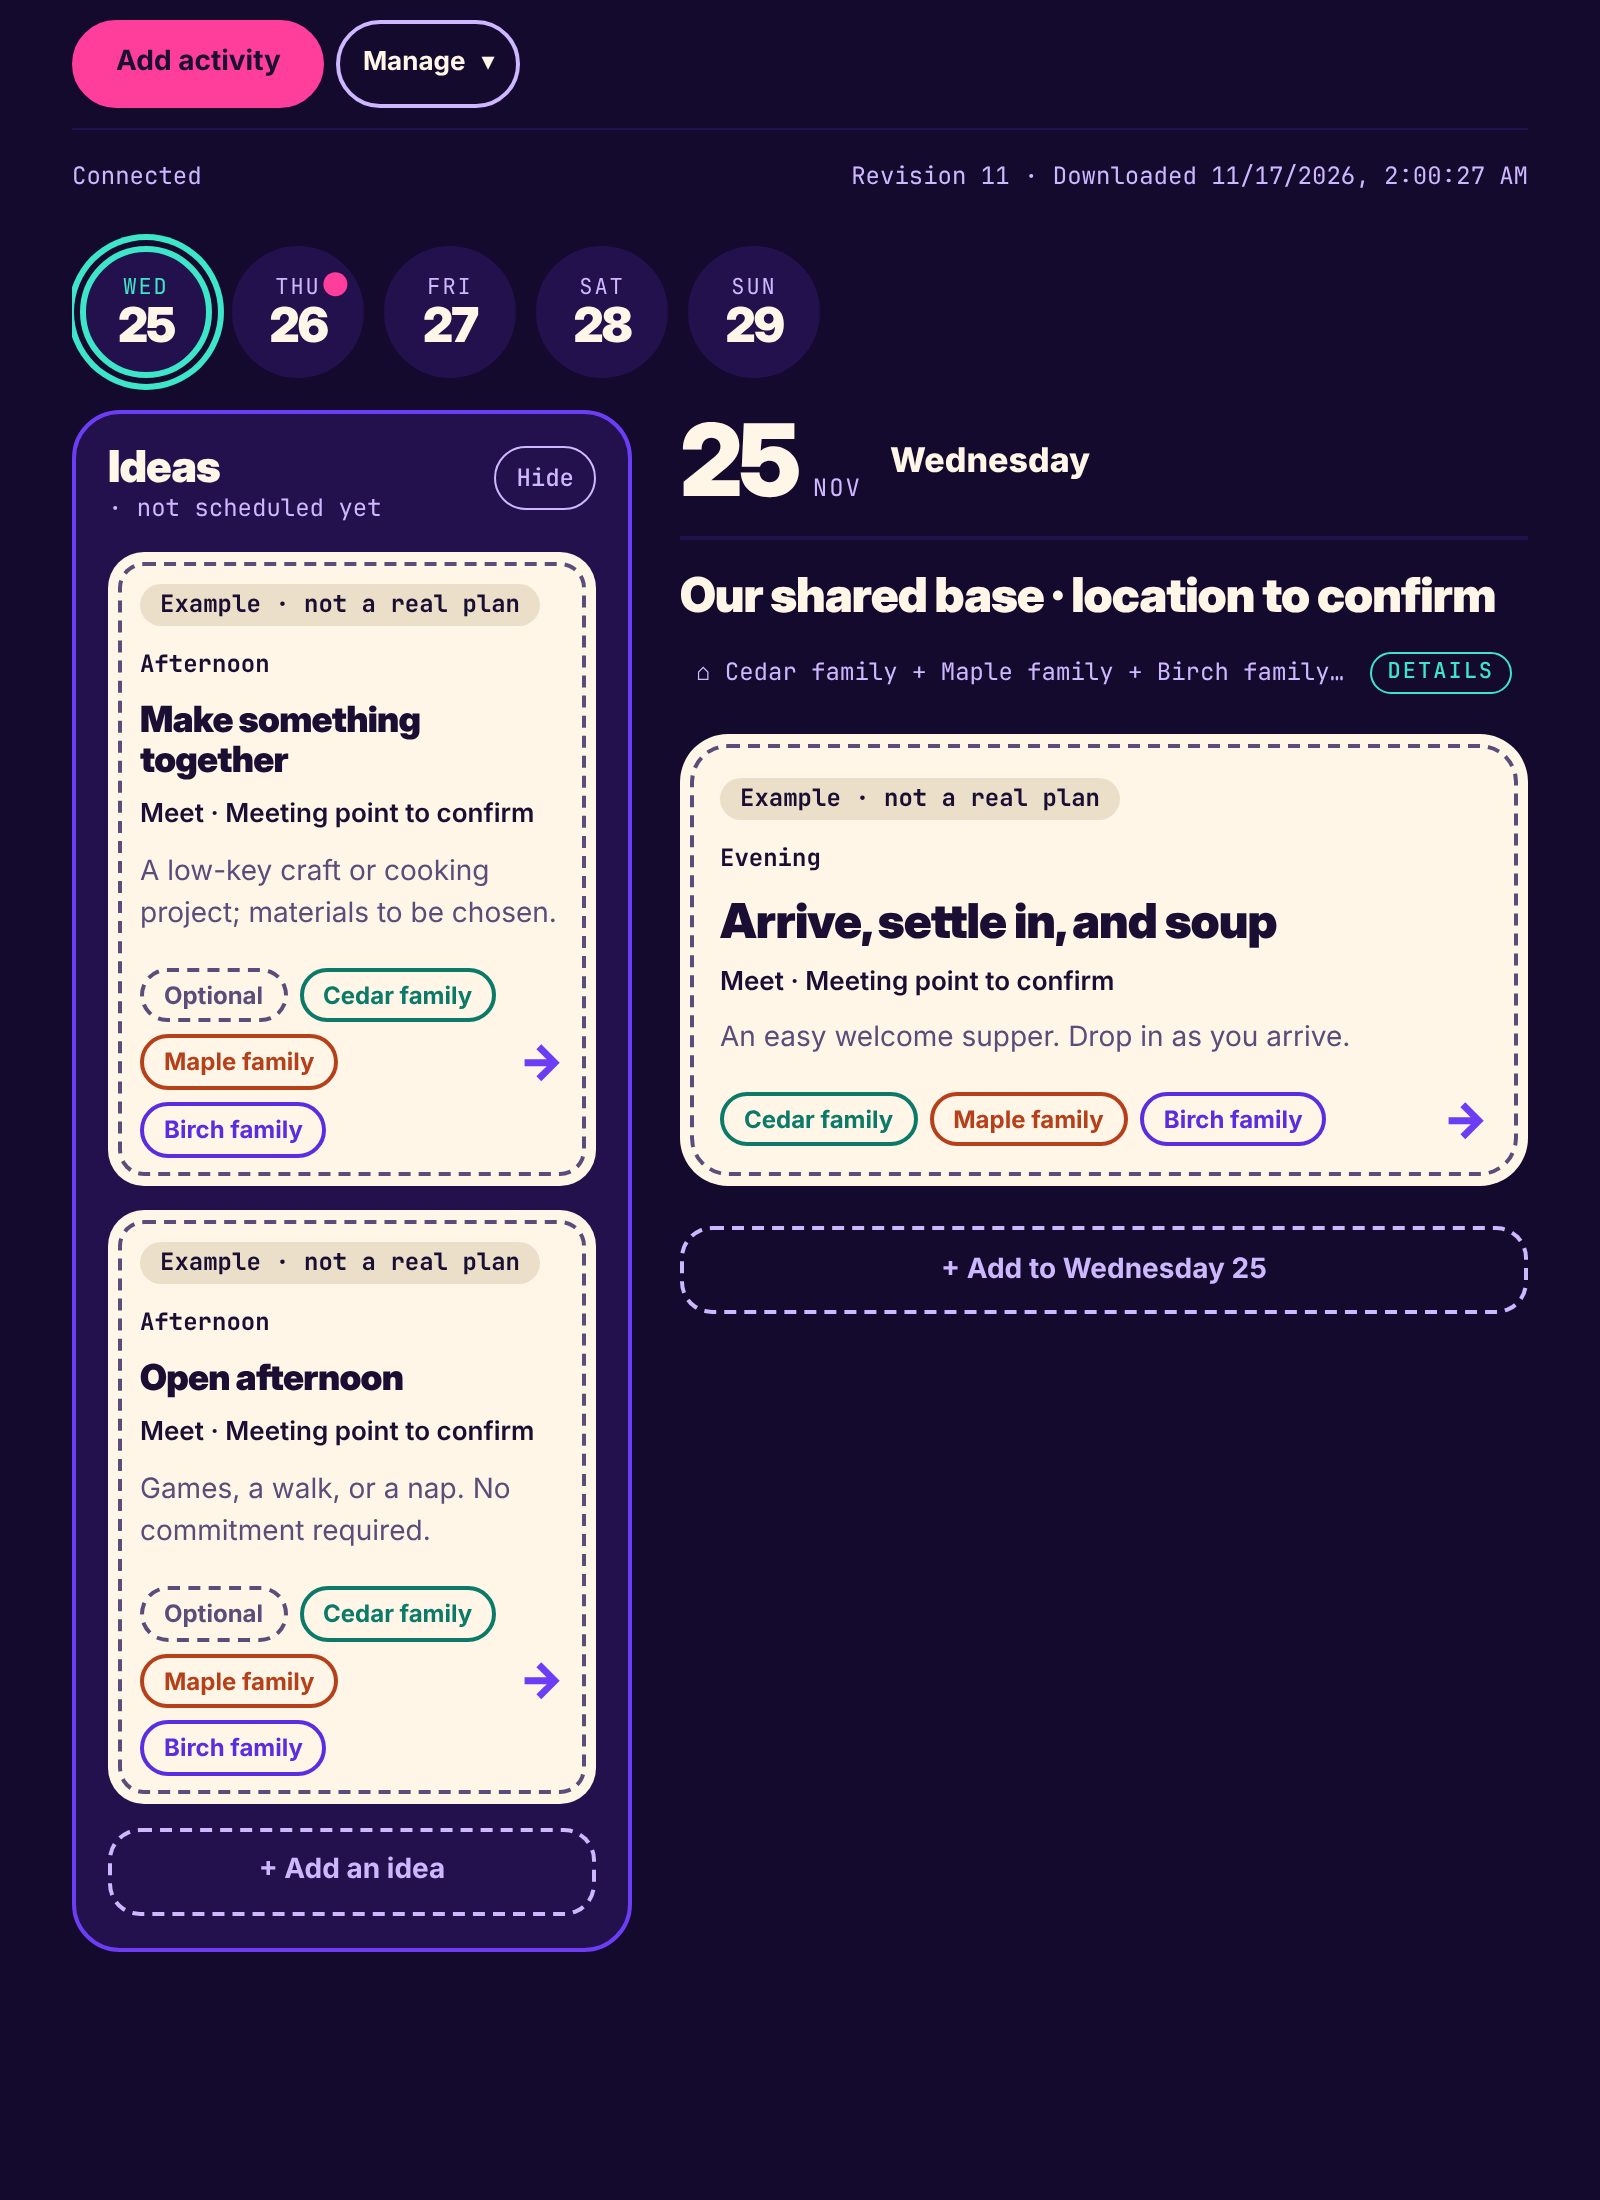 Add activity
Manage ▼
Connected
Revision 11 · Downloaded 11/17/2026, 2:00:27 AM
WED
25
THU
26
FRI
27
SAT
28
SUN
29
Ideas
· not scheduled yet
Hide
Example · not a real plan
Afternoon
Make something
together
Meet · Meeting point to confirm
A low-key craft or cooking
project; materials to be chosen.
Optional
Cedar family
Maple family
→
Birch family
Example · not a real plan
Afternoon
Open afternoon
Meet · Meeting point to confirm
Games, a walk, or a nap. No
commitment required.
Optional
Cedar family
Maple family
→
Birch family
+ Add an idea
25 NOV Wednesday
Our shared base · location to confirm
⌂ Cedar family + Maple family + Birch family…
DETAILS
Example · not a real plan
Evening
Arrive, settle in, and soup
Meet · Meeting point to confirm
An easy welcome supper. Drop in as you arrive.
Cedar family
Maple family
Birch family
→
+ Add to Wednesday 25